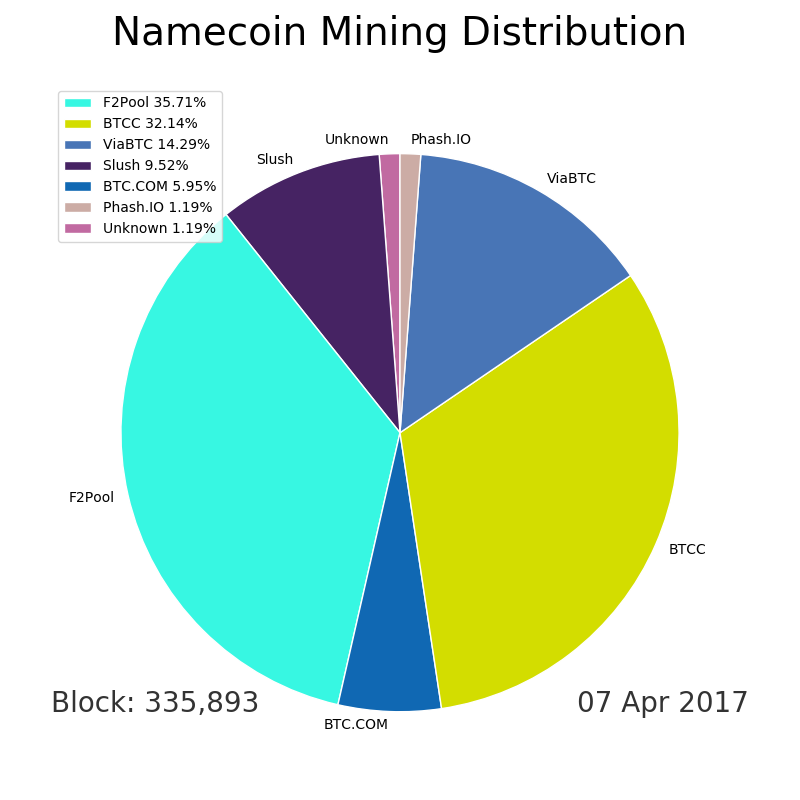 Namecoin Mining Distribution
F2Pool 35.71%
BTCC 32.14%
ViaBTC 14.29%
Slush 9.52%
BTC.COM 5.95%
Phash.IO 1.19%
Unknown 1.19%
Unknown
Phash.IO
Slush
ViaBTC
F2Pool
BTCC
BTC.COM
Block: 335,893
07 Apr 2017